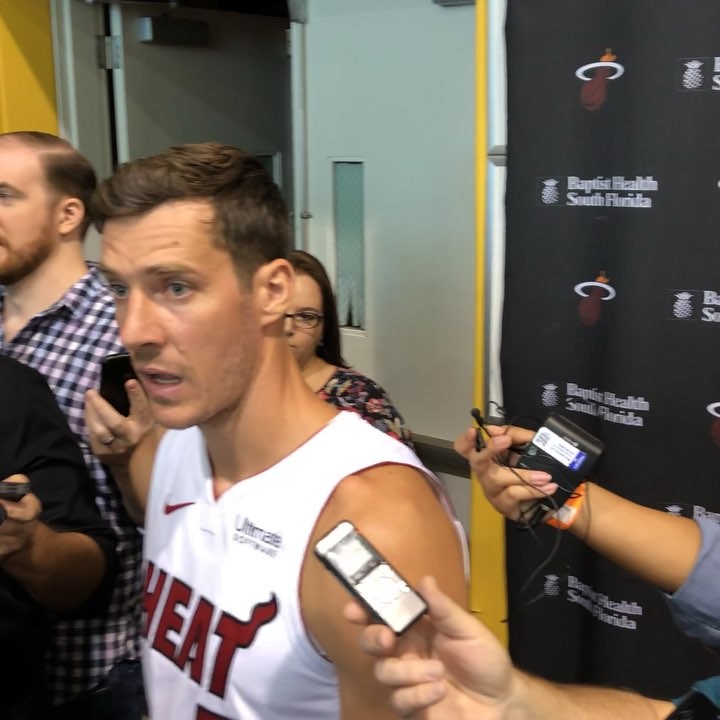 Baptist Health
South Florida
Baptist Health
South Florida
Ultimate
SOFTWARE
HEAT
Baptist Health
South Florida